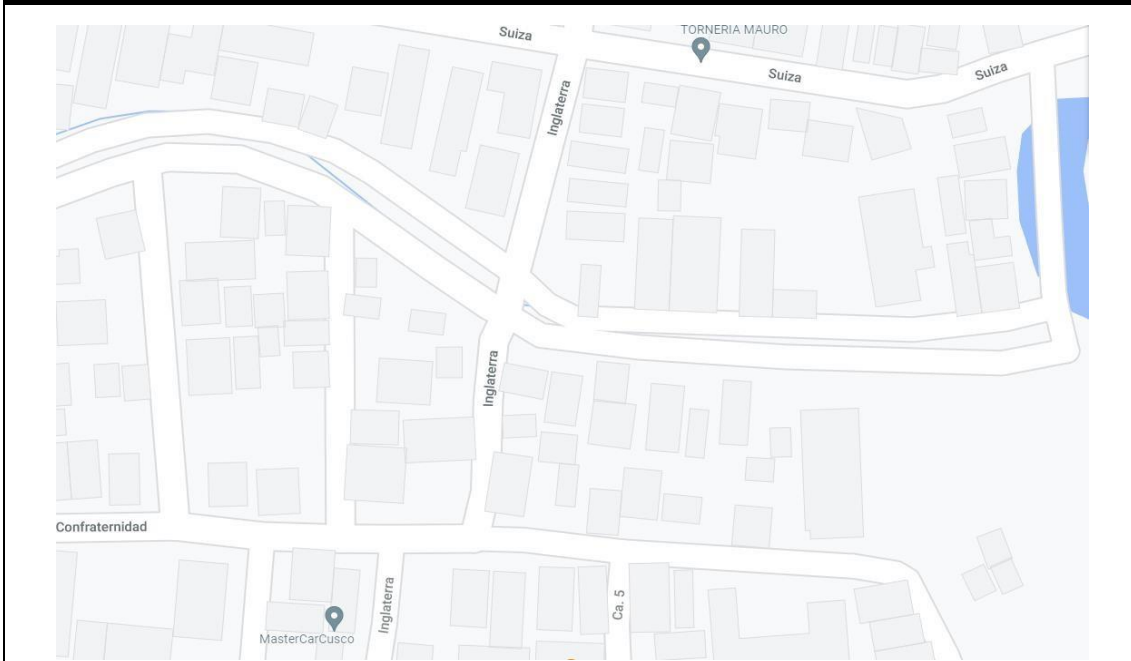 Suiza
TORNERIA MAURO
Suiza
Suiza
Inglaterra
Inglaterra
Confraternidad
Inglaterra
Ca. 5
MasterCarCusco